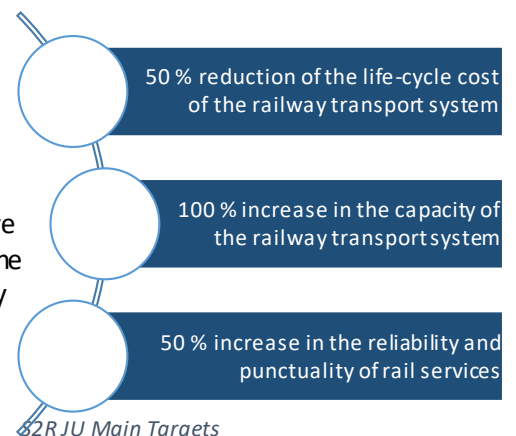 50 % reduction of the life-cycle cost
of the railway transport system
100 % increase in the capacity of
the railway transport system
50 % increase in the reliability and
punctuality of rail services
S2R JU Main Targets